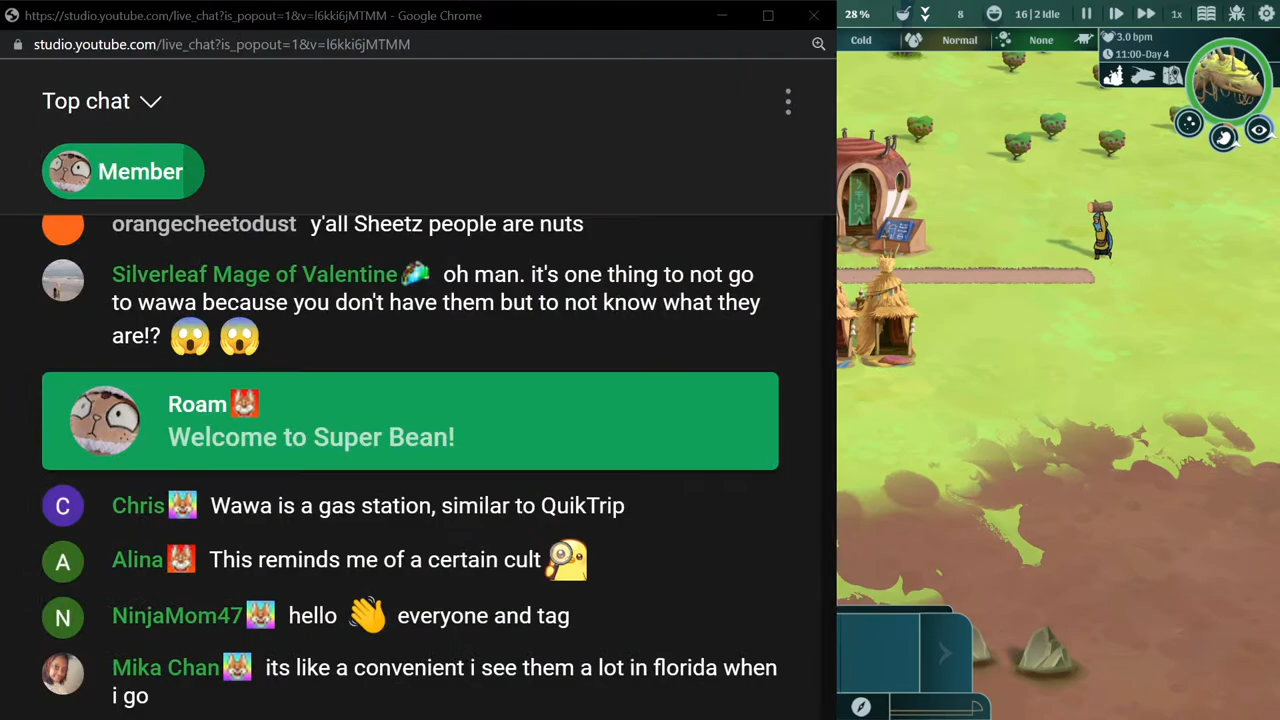 https://studio.youtube.com/live_chat?is_popout=1&v=l6kki6jMTMM - Google Chrome
studio.youtube.com/live_chat?is_popout=1&v=l6kki6jMTMM
Top chat
Member
orangecheetodust y'all Sheetz people are nuts
Silverleaf Mage of Valentine oh man. it's one thing to not go
to wawa because you don't have them but to not know what they
are!?
Roam
Welcome to Super Bean!
C Chris Wawa is a gas station, similar to QuikTrip
A Alina This reminds me of a certain cult
N NinjaMom47 hello everyone and tag
Mika Chan its like a convenient i see them a lot in florida when
i go
28 % 8 16 | 2 Idle 1x
Cold Normal None
3.0 bpm
11:00-Day 4